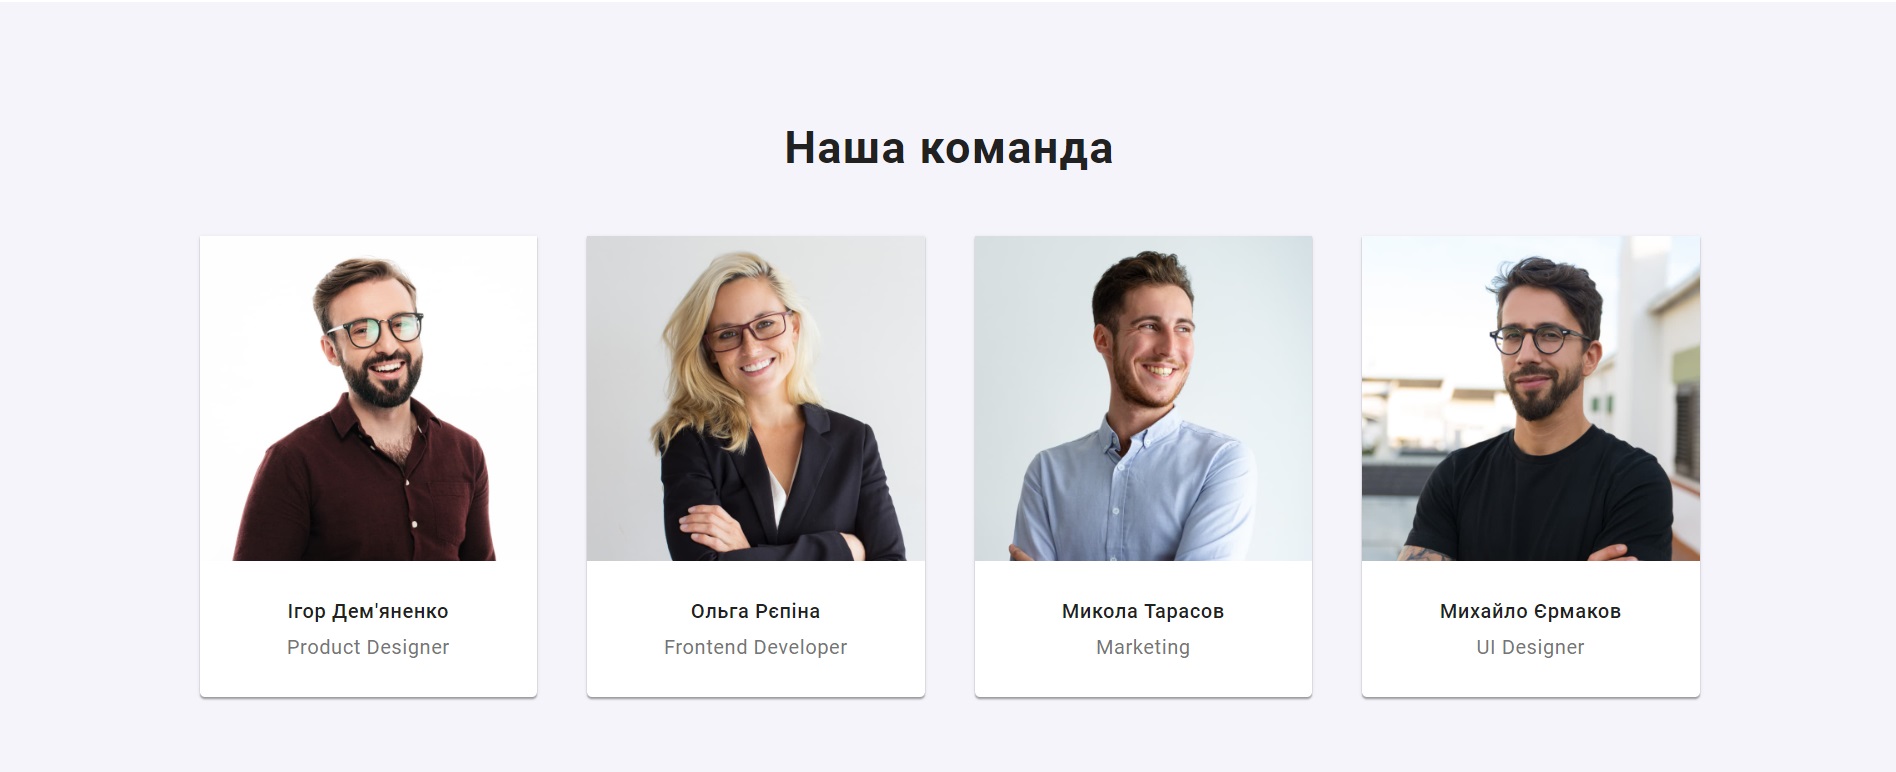 Наша команда
Ігор Дем'яненко
Product Designer
Ольга Рєпіна
Frontend Developer
Микола Тарасов
Marketing
Михайло Єрмаков
UI Designer